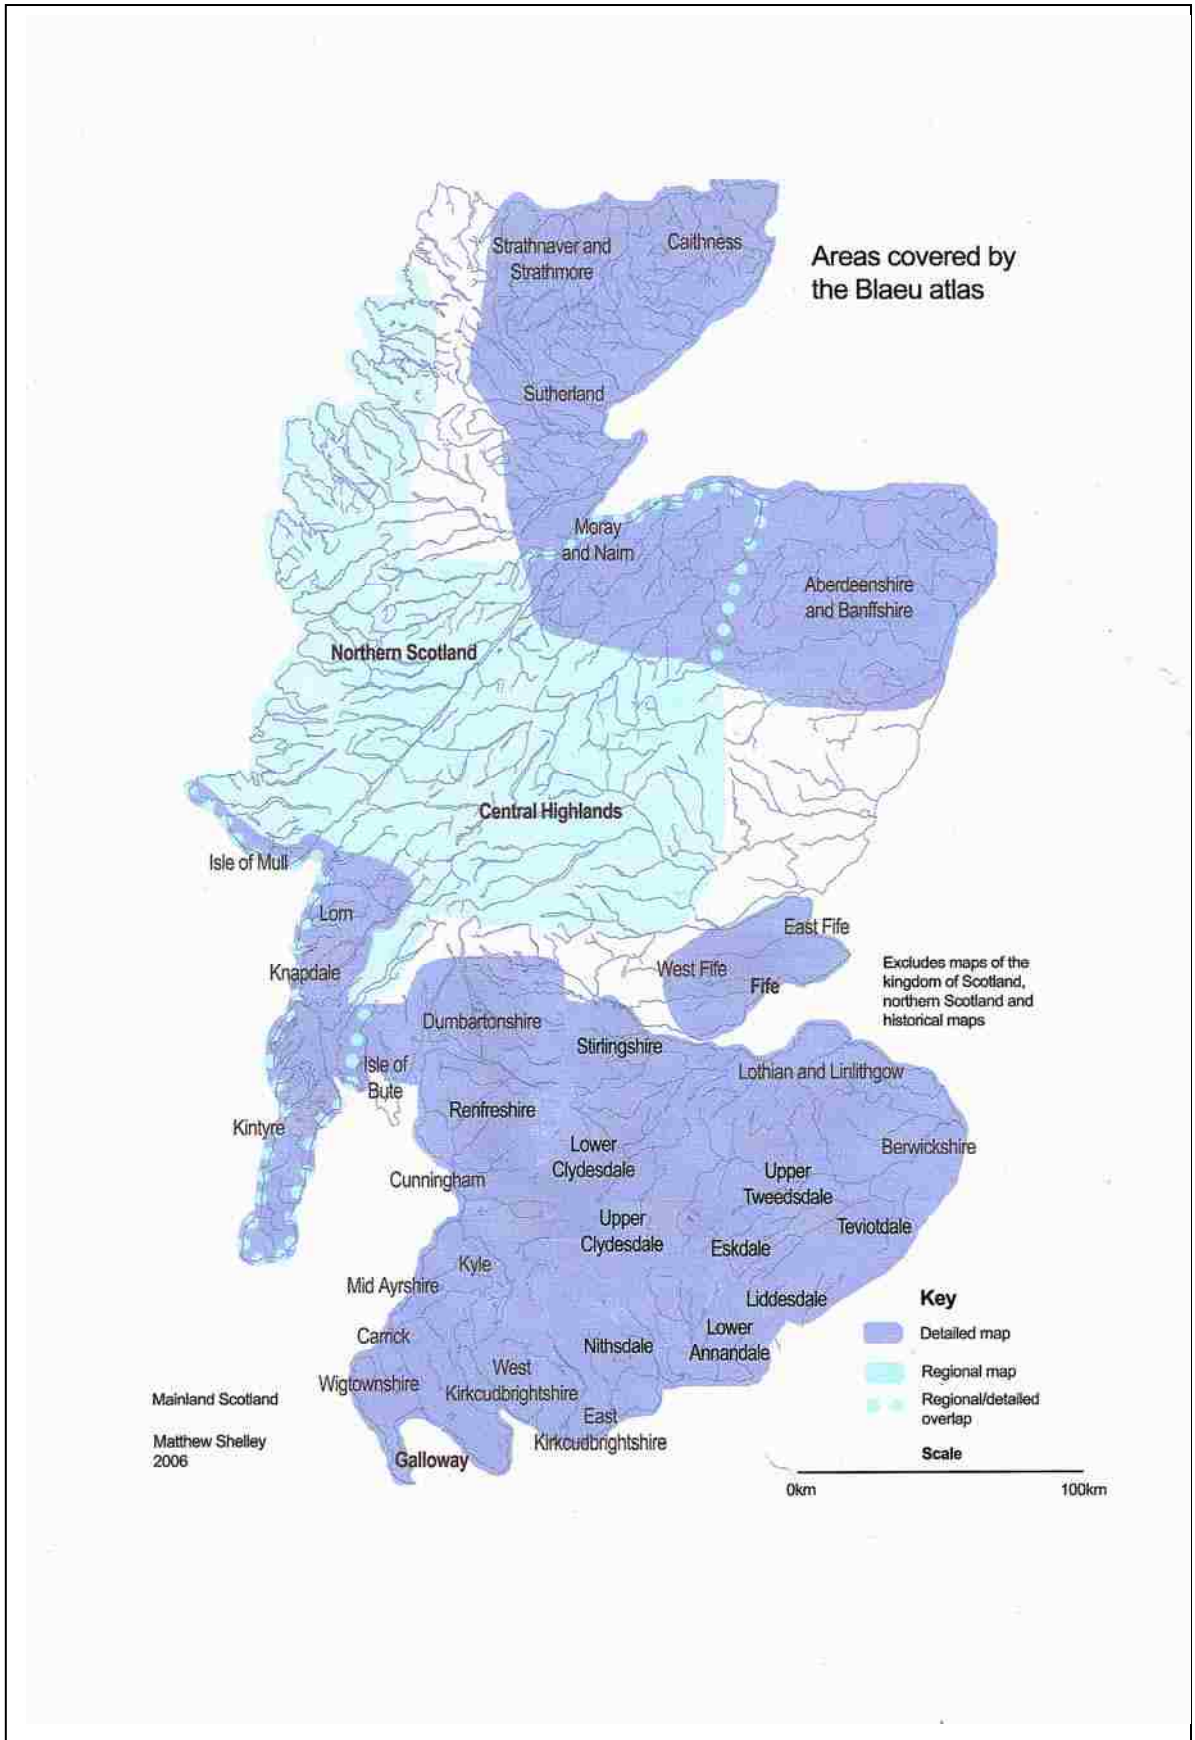 Strathnaver and
Strathmore
Caithness
Areas covered by
the Blaeu atlas
Sutherland
Moray
and Nairn
Aberdeenshire
and Banffshire
Northern Scotland
Central Highlands
Isle of Mull
Lorn
East Fife
West Fife
Knapdale
Fife
Excludes maps of the
kingdom of Scotland,
northern Scotland and
historical maps
Dumbartonshire
Stirlingshire
Isle of
Bute
Lothian and Linlithgow
Renfreshire
Kintyre
Lower
Clydesdale
Berwickshire
Cunningham
Upper
Tweedsdale
Upper
Clydesdale
Teviotdale
Eskdale
Kyle
Mid Ayrshire
Liddesdale
Key
Carrick
Nithsdale
Lower
Annandale
Detailed map
Wigtownshire
West
Kirkcudbrightshire
Regional map
Mainland Scotland
East
Kirkcudbrightshire
Regional/detailed
overlap
Matthew Shelley
2006
Galloway
Scale
0km
100km